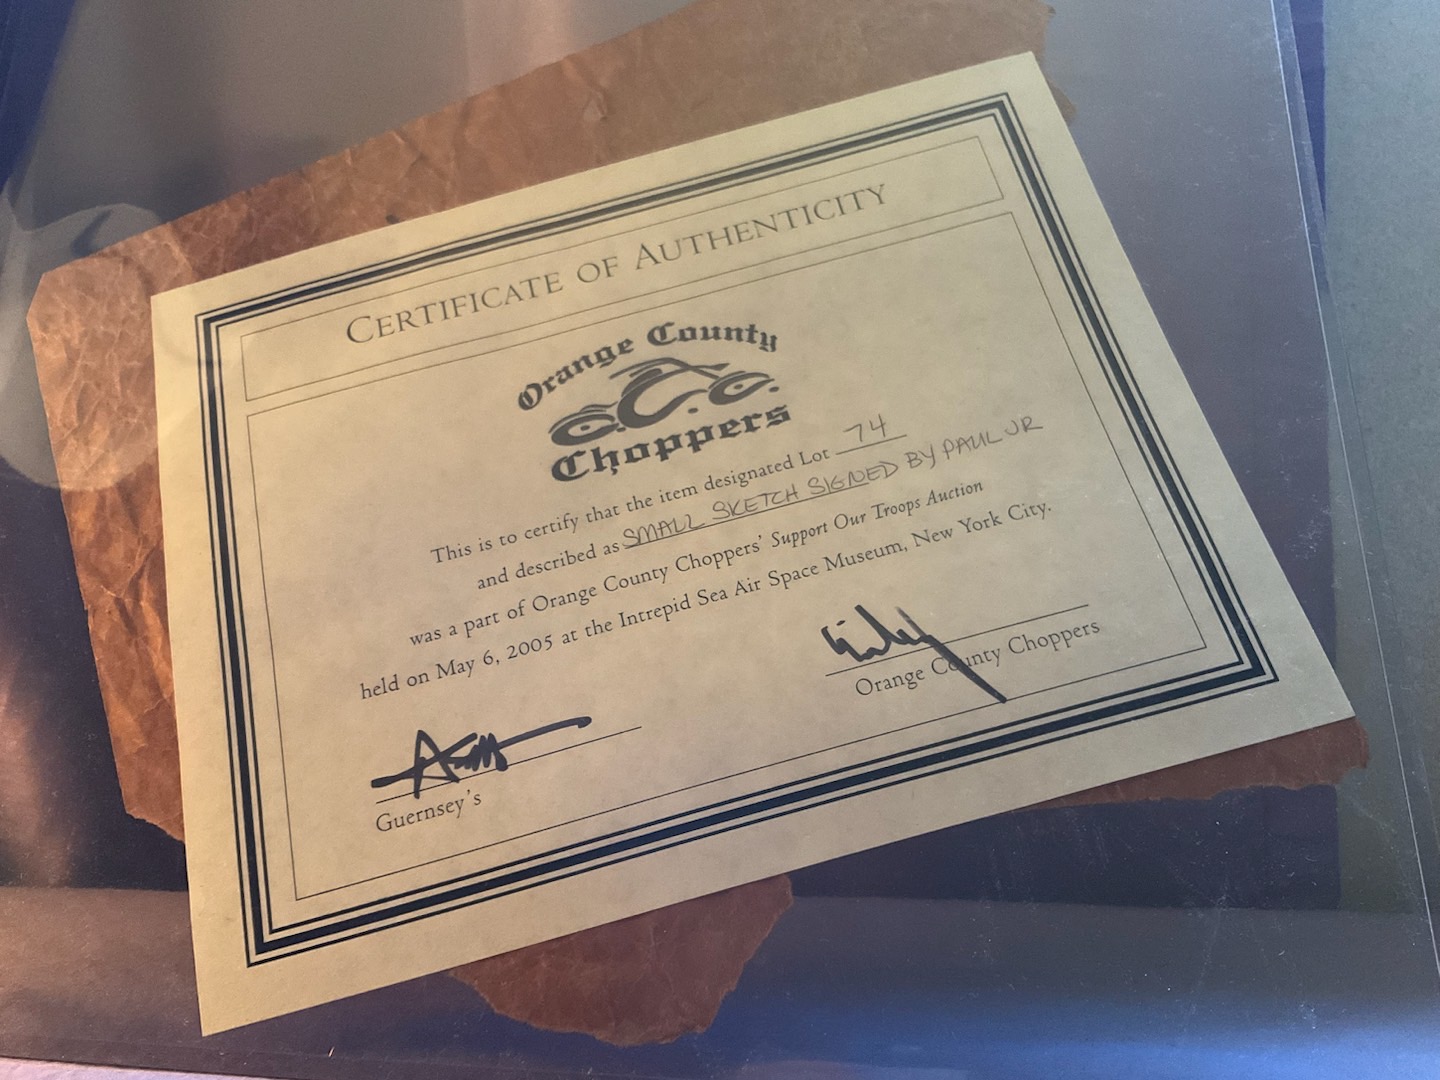 CERTIFICATE OF AUTHENTICITY
Orange County
O.C.C.
Choppers
This is to certify that the item designated Lot 74
and described as SMALL SKETCH SIGNED BY PAUL JR
was a part of Orange County Choppers' Support Our Troops Auction
held on May 6, 2005 at the Intrepid Sea Air Space Museum, New York City.
Orange County Choppers
Guernsey's